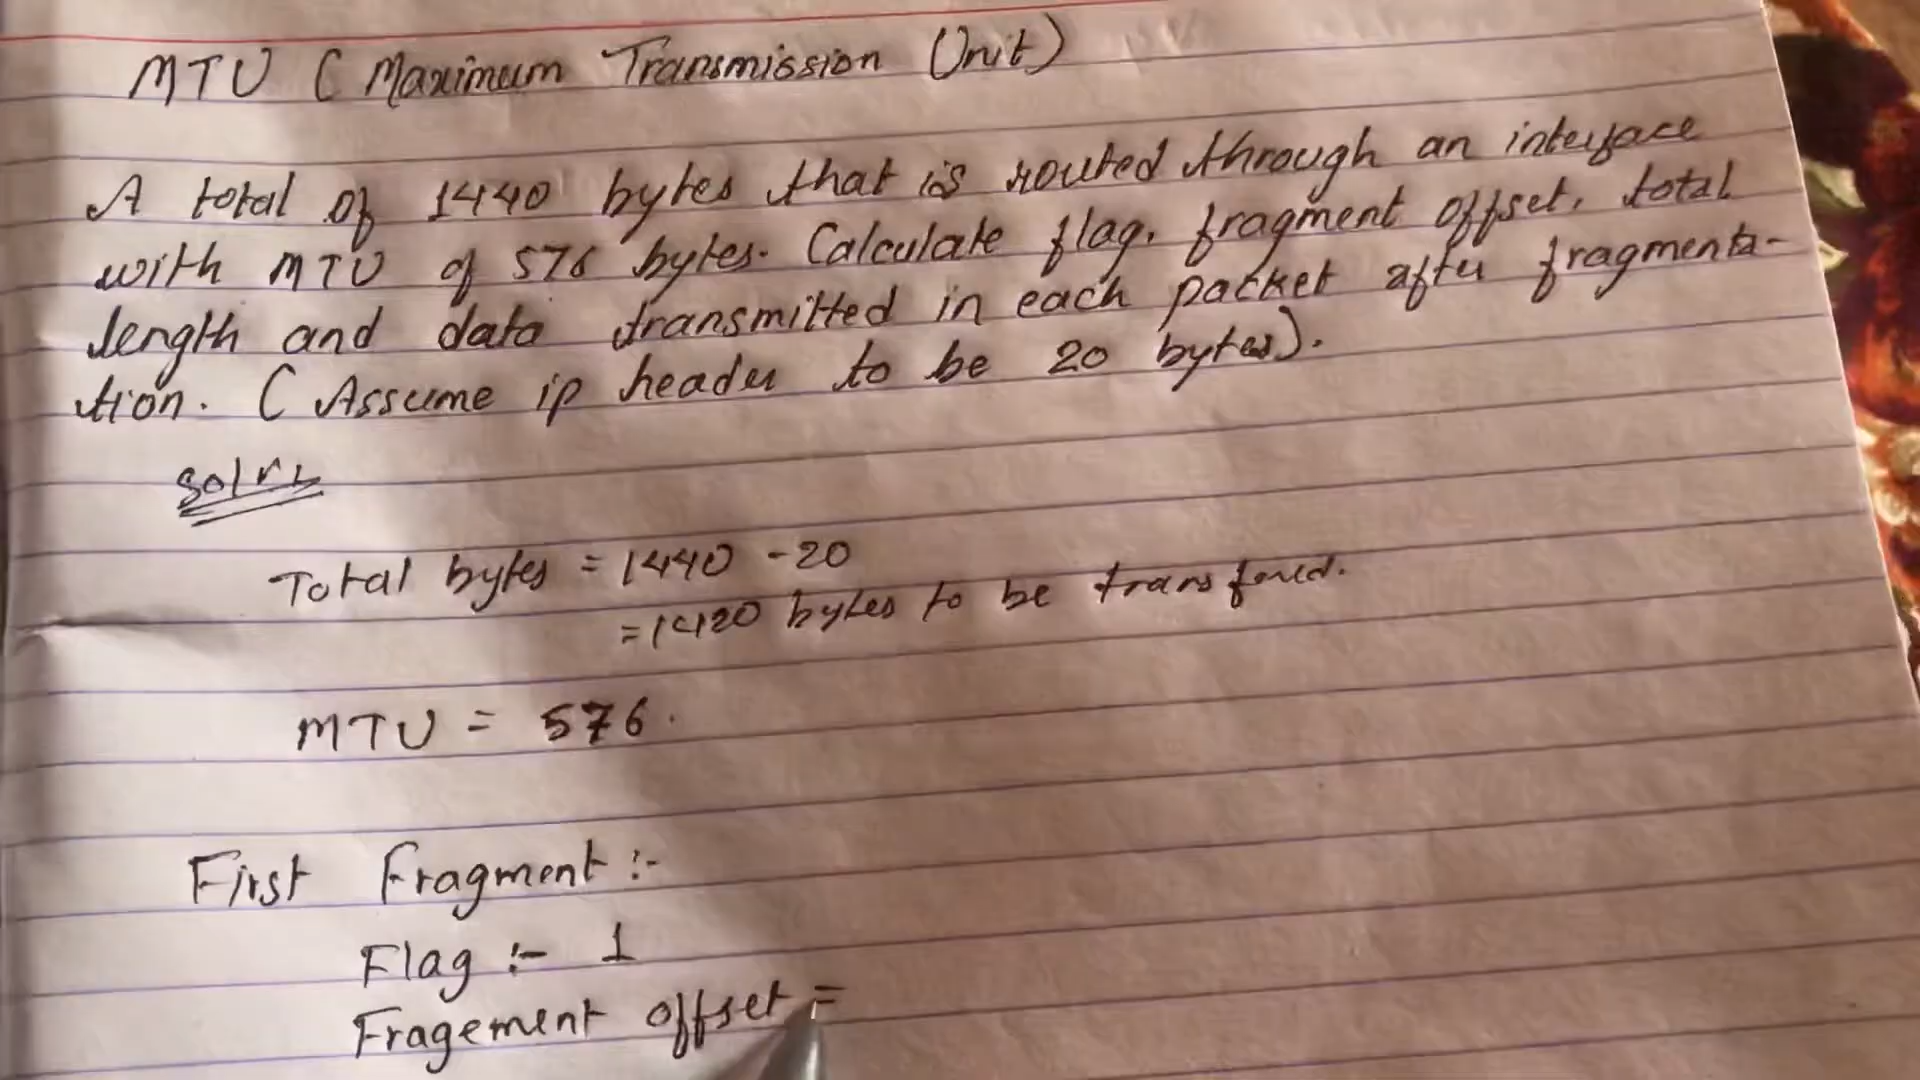 MTU ( Maximum Transmission Unit)
A total of 1440 bytes that is routed through an interface
with MTU of 576 bytes. Calculate flag, fragment offset, total
length and data transmitted in each packet after fragmenta-
tion. ( Assume ip header to be 20 bytes).
Soln
Total bytes = 1440 - 20
= 1420 bytes to be transfered.
MTU = 576.
First Fragment :-
Flag :- 1
Fragement offset =